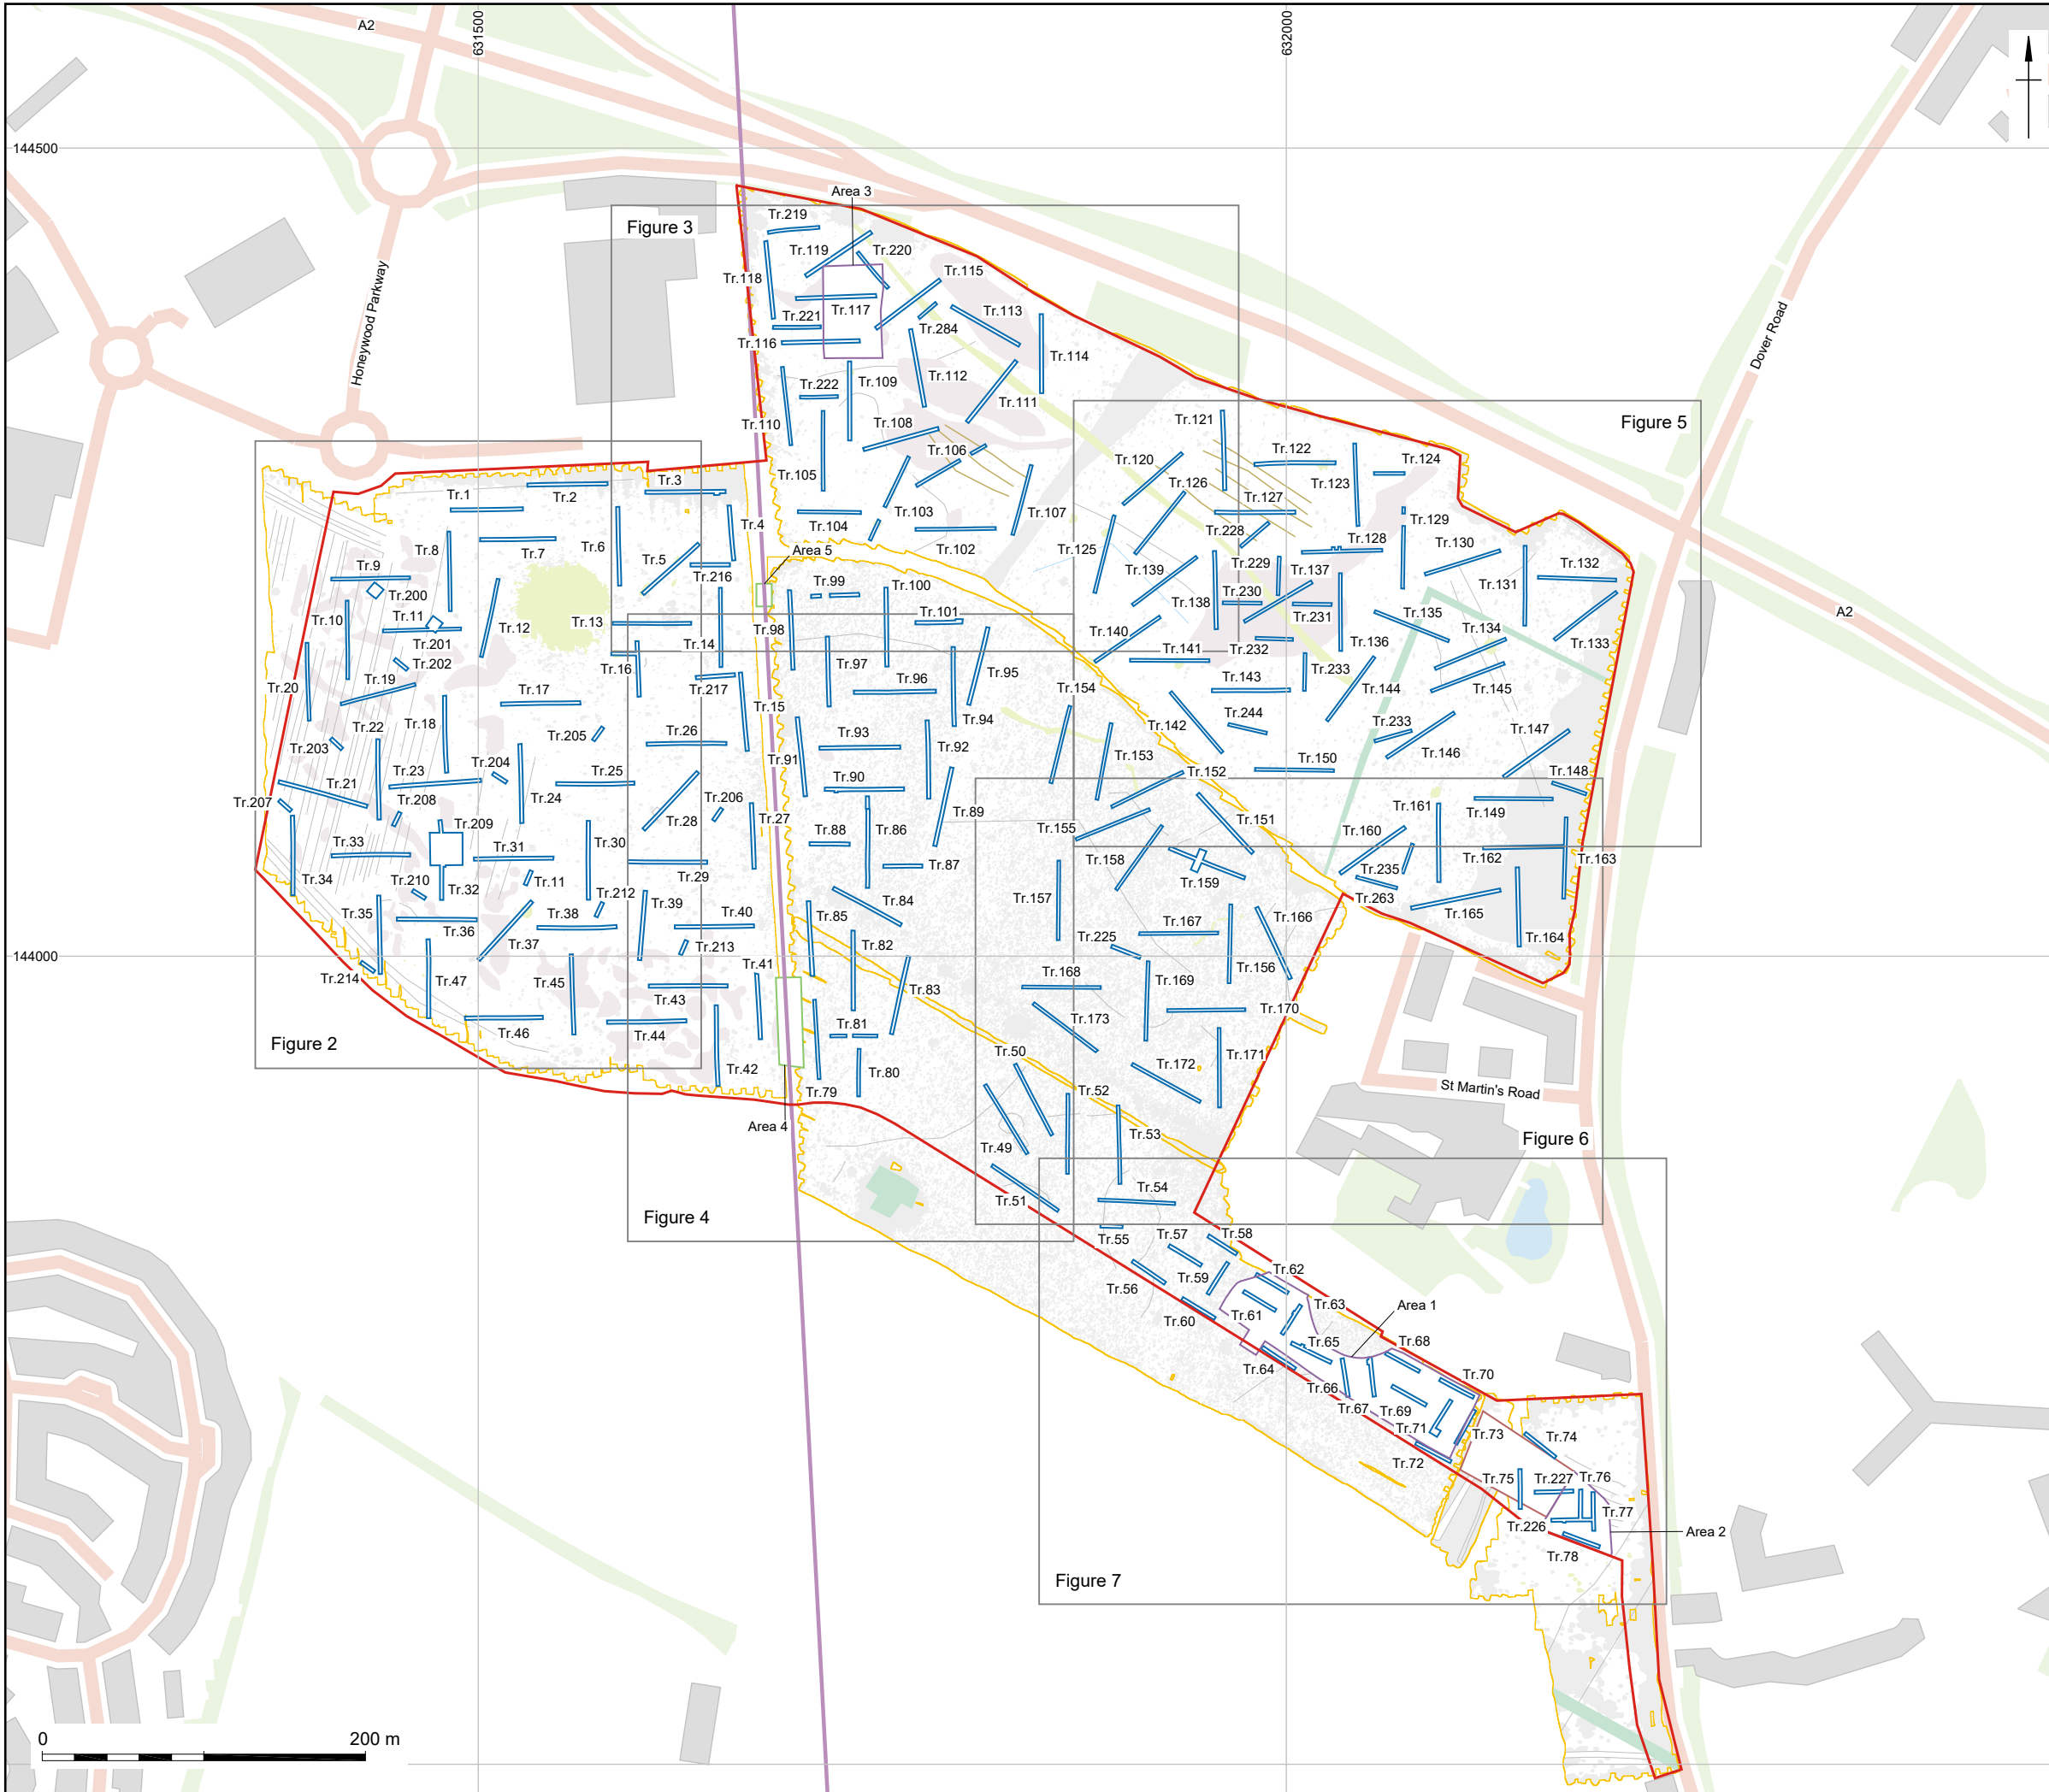 A2
631500
632000
144500
Area 3
Figure 3
Tr.219
Tr.119
Tr.220
Tr.118
Tr.115
Tr.117
Tr.221
Tr.284
Tr.113
Tr.116
Tr.114
Honeywood Parkway
Dover Road
Tr.222
Tr.109
Tr.112
Tr.111
Tr.110
Tr.108
Tr.106
Tr.121
Figure 5
Tr.122
Tr.120
Tr.124
Tr.126
Tr.123
Tr.105
Tr.3
Tr.1
Tr.2
Tr.127
Tr.4
Tr.104
Tr.103
Tr.107
Tr.129
Tr.228
Tr.128
Tr.8
Tr.7
Tr.6
Tr.5
Area 5
Tr.102
Tr.125
Tr.130
Tr.9
Tr.216
Tr.99
Tr.100
Tr.139
Tr.229
Tr.137
Tr.131
Tr.132
Tr.200
Tr.10
Tr.11
Tr.138
Tr.230
Tr.101
Tr.231
Tr.135
A2
Tr.12
Tr.13
Tr.98
Tr.140
Tr.134
Tr.133
Tr.201
Tr.14
Tr.136
Tr.202
Tr.16
Tr.141
Tr.232
Tr.97
Tr.95
Tr.20
Tr.19
Tr.17
Tr.217
Tr.96
Tr.154
Tr.143
Tr.233
Tr.144
Tr.145
Tr.15
Tr.94
Tr.22
Tr.18
Tr.142
Tr.244
Tr.233
Tr.205
Tr.26
Tr.93
Tr.92
Tr.153
Tr.146
Tr.147
Tr.203
Tr.91
Tr.204
Tr.21
Tr.23
Tr.25
Tr.90
Tr.152
Tr.150
Tr.148
Tr.207
Tr.208
Tr.24
Tr.206
Tr.161
Tr.149
Tr.28
Tr.27
Tr.89
Tr.209
Tr.155
Tr.151
Tr.160
Tr.33
Tr.31
Tr.30
Tr.88
Tr.86
Tr.162
Tr.158
Tr.163
Tr.34
Tr.210
Tr.32
Tr.11
Tr.29
Tr.87
Tr.159
Tr.235
Tr.212
Tr.157
Tr.263
Tr.35
Tr.38
Tr.39
Tr.40
Tr.85
Tr.84
Tr.165
Tr.36
Tr.167
Tr.166
Tr.37
Tr.213
Tr.82
Tr.225
Tr.164
144000
Tr.214
Tr.47
Tr.45
Tr.41
Tr.168
Tr.169
Tr.156
Tr.43
Tr.83
Tr.170
Tr.46
Tr.44
Tr.81
Tr.173
Figure 2
Tr.50
Tr.171
Tr.42
Tr.80
Tr.172
Tr.79
Tr.52
St Martin's Road
Area 4
Tr.53
Figure 6
Tr.49
Tr.54
Tr.51
Figure 4
Tr.55
Tr.57
Tr.58
Tr.56
Tr.59
Tr.62
Tr.60
Tr.61
Tr.63
Area 1
Tr.65
Tr.68
Tr.64
Tr.70
Tr.66
Tr.67
Tr.69
Tr.71
Tr.73
Tr.74
Tr.72
Tr.75
Tr.227
Tr.76
Tr.77
Tr.226
Area 2
Tr.78
Figure 7
0
200 m